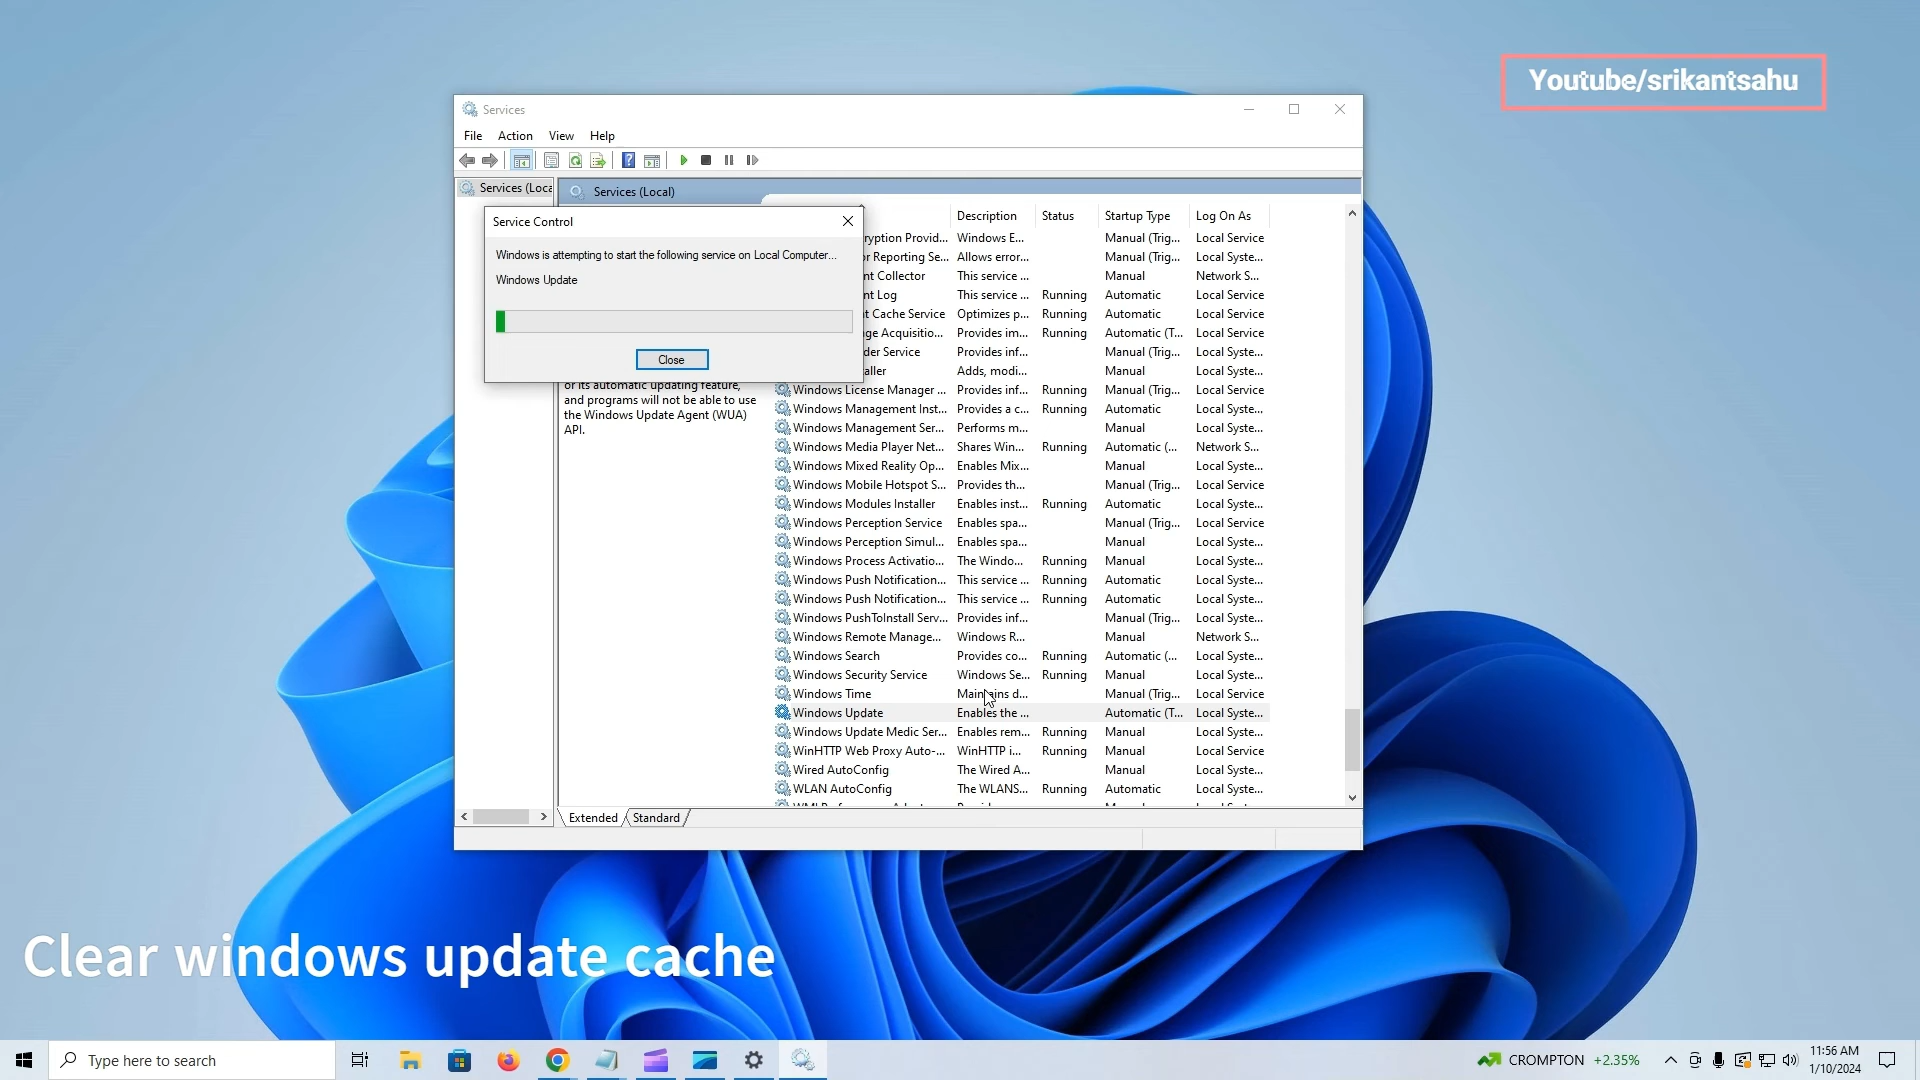 Youtube/srikantsahu
Services
File Action View Help
Services (Loca
Services (Local)
Service Control
Windows is attempting to start the following service on Local Computer...
Windows Update
Close
or its automatic updating feature,
and programs will not be able to use
the Windows Update Agent (WUA)
API.
Description Status Startup Type Log On As
ryption Provid... Windows E... Manual (Trig... Local Service
or Reporting Se... Allows error... Manual (Trig... Local Syste...
nt Collector This service ... Manual Network S...
nt Log This service ... Running Automatic Local Service
t Cache Service Optimizes p... Running Automatic Local Service
ge Acquisitio... Provides im... Running Automatic (T... Local Service
der Service Provides inf... Manual (Trig... Local Syste...
aller Adds, modi... Manual Local Syste...
Windows License Manager ... Provides inf... Running Manual (Trig... Local Service
Windows Management Inst... Provides a c... Running Automatic Local Syste...
Windows Management Ser... Performs m... Manual Local Syste...
Windows Media Player Net... Shares Win... Running Automatic (... Network S...
Windows Mixed Reality Op... Enables Mix... Manual Local Syste...
Windows Mobile Hotspot S... Provides th... Manual (Trig... Local Service
Windows Modules Installer Enables inst... Running Automatic Local Syste...
Windows Perception Service Enables spa... Manual (Trig... Local Service
Windows Perception Simul... Enables spa... Manual Local Syste...
Windows Process Activatio... The Windo... Running Manual Local Syste...
Windows Push Notification... This service ... Running Automatic Local Syste...
Windows Push Notification... This service ... Running Automatic Local Syste...
Windows PushToInstall Serv... Provides inf... Manual (Trig... Local Syste...
Windows Remote Manage... Windows R... Manual Network S...
Windows Search Provides co... Running Automatic (... Local Syste...
Windows Security Service Windows Se... Running Manual Local Syste...
Windows Time Maintains d... Manual (Trig... Local Service
Windows Update Enables the ... Automatic (T... Local Syste...
Windows Update Medic Ser... Enables rem... Running Manual Local Syste...
WinHTTP Web Proxy Auto-... WinHTTP i... Running Manual Local Service
Wired AutoConfig The Wired A... Manual Local Syste...
WLAN AutoConfig The WLANS... Running Automatic Local Syste...
Extended Standard
Clear windows update cache
Type here to search
CROMPTON +2.35%
11:56 AM
1/10/2024